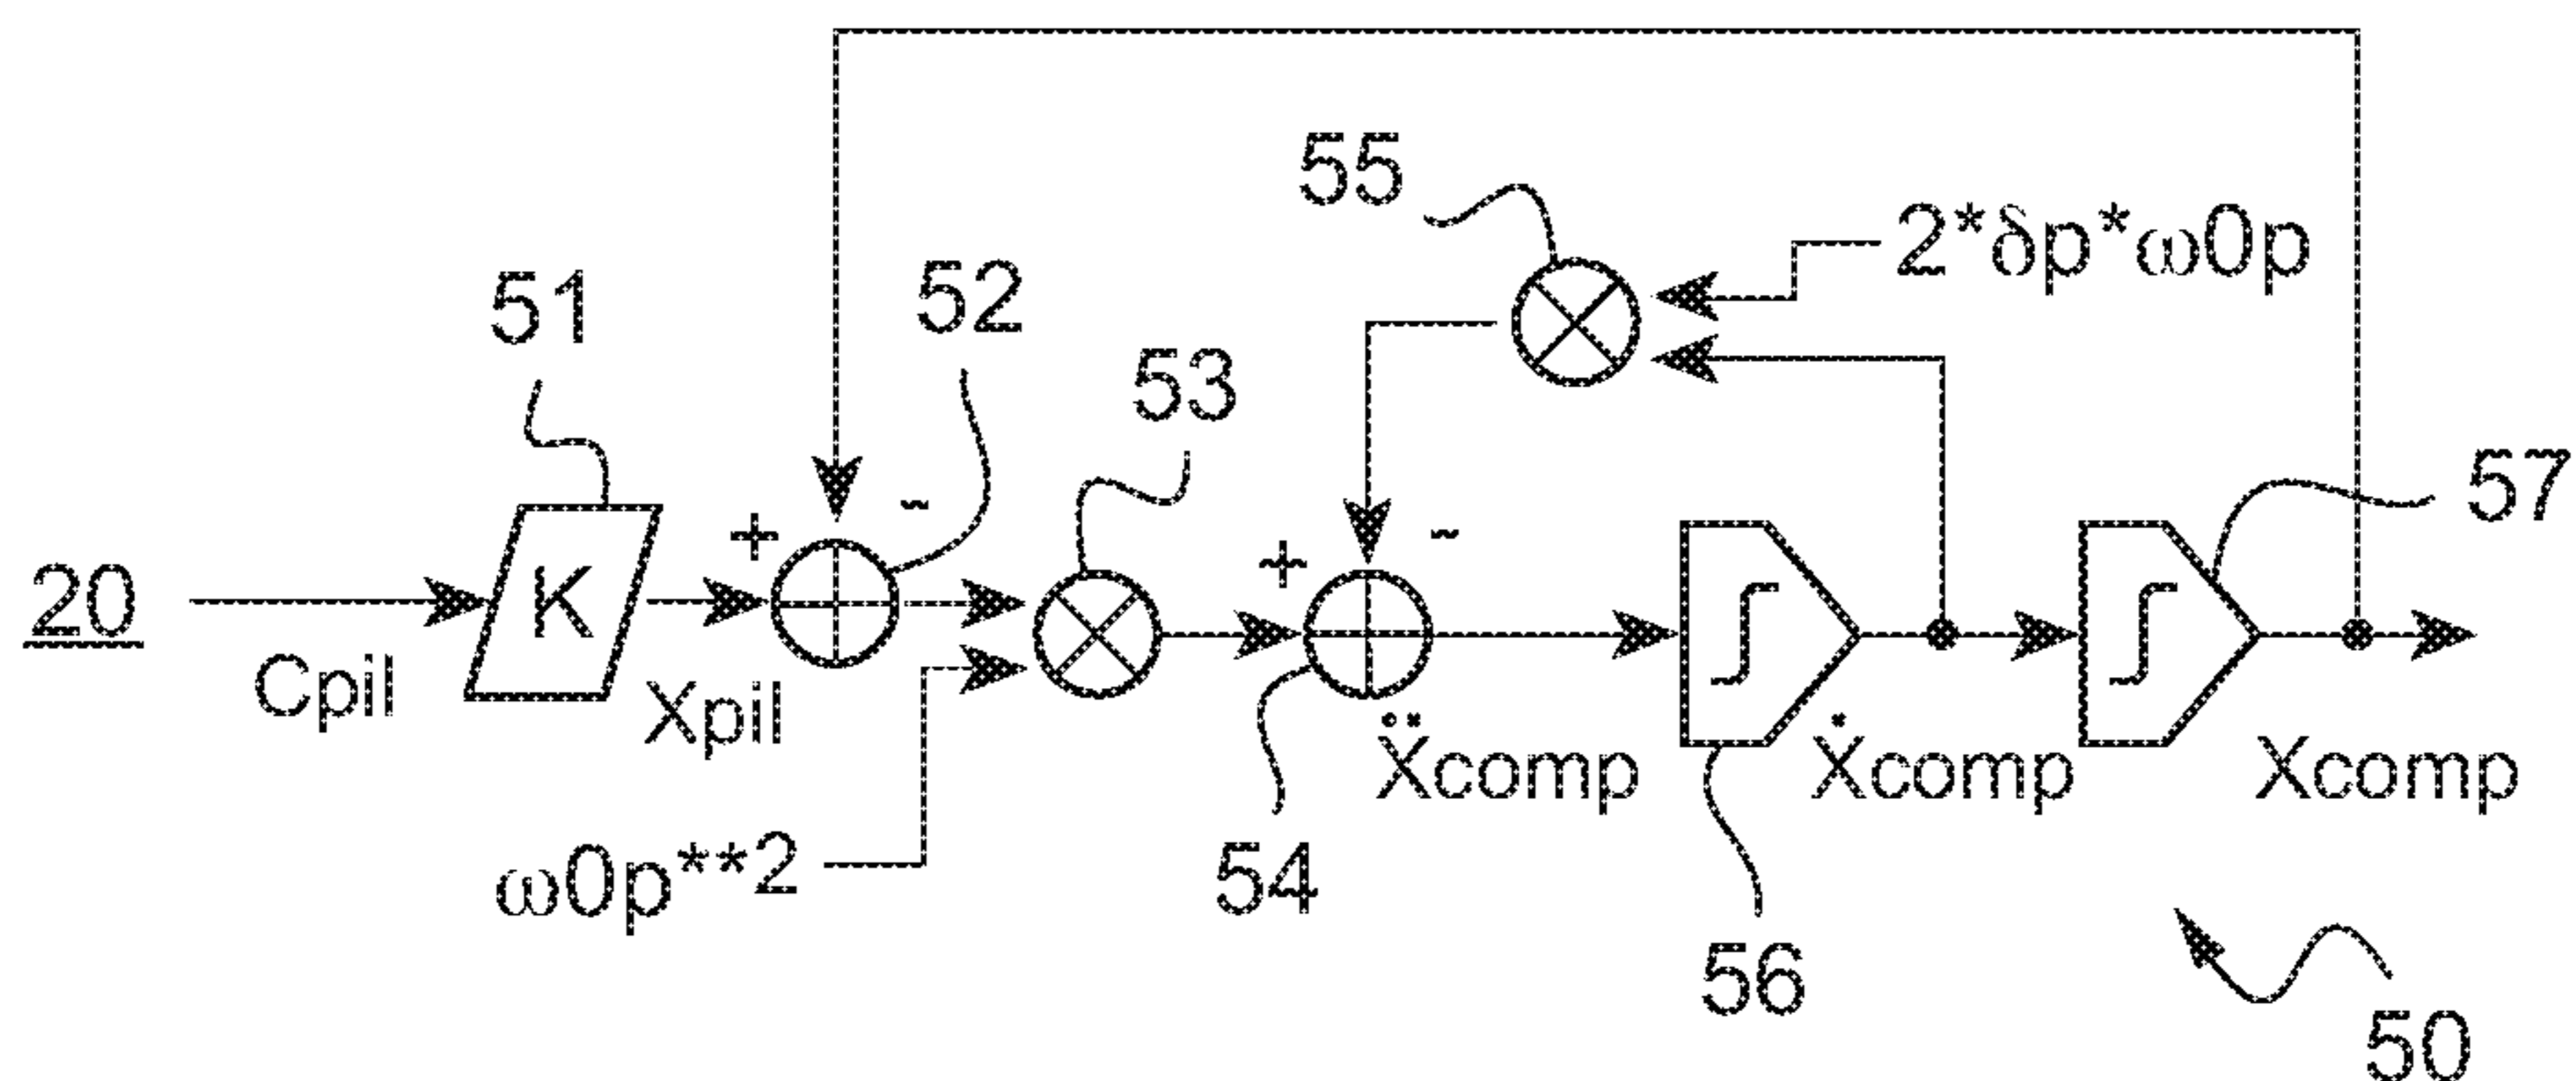 55
2*δp*ω0p
51
52
53
57
+
-
+
-
20
K
Cpil
Xpil
Ẍcomp
Ẋcomp
Xcomp
ω0p**2
54
56
50